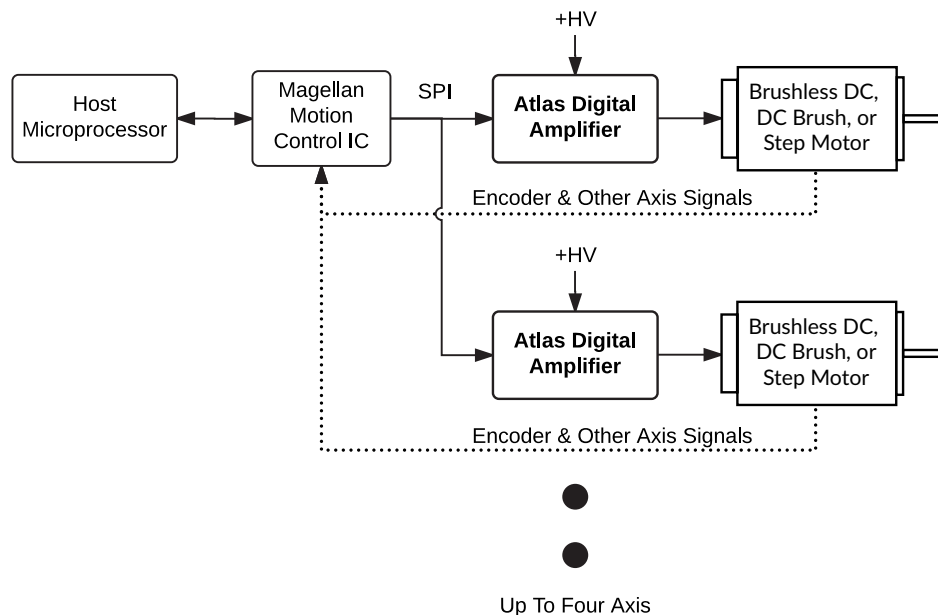 +HV
Host
Microprocessor
Magellan
Motion
Control IC
SPI
Atlas Digital
Amplifier
Brushless DC,
DC Brush, or
Step Motor
Encoder & Other Axis Signals
+HV
Atlas Digital
Amplifier
Brushless DC,
DC Brush, or
Step Motor
Encoder & Other Axis Signals
Up To Four Axis